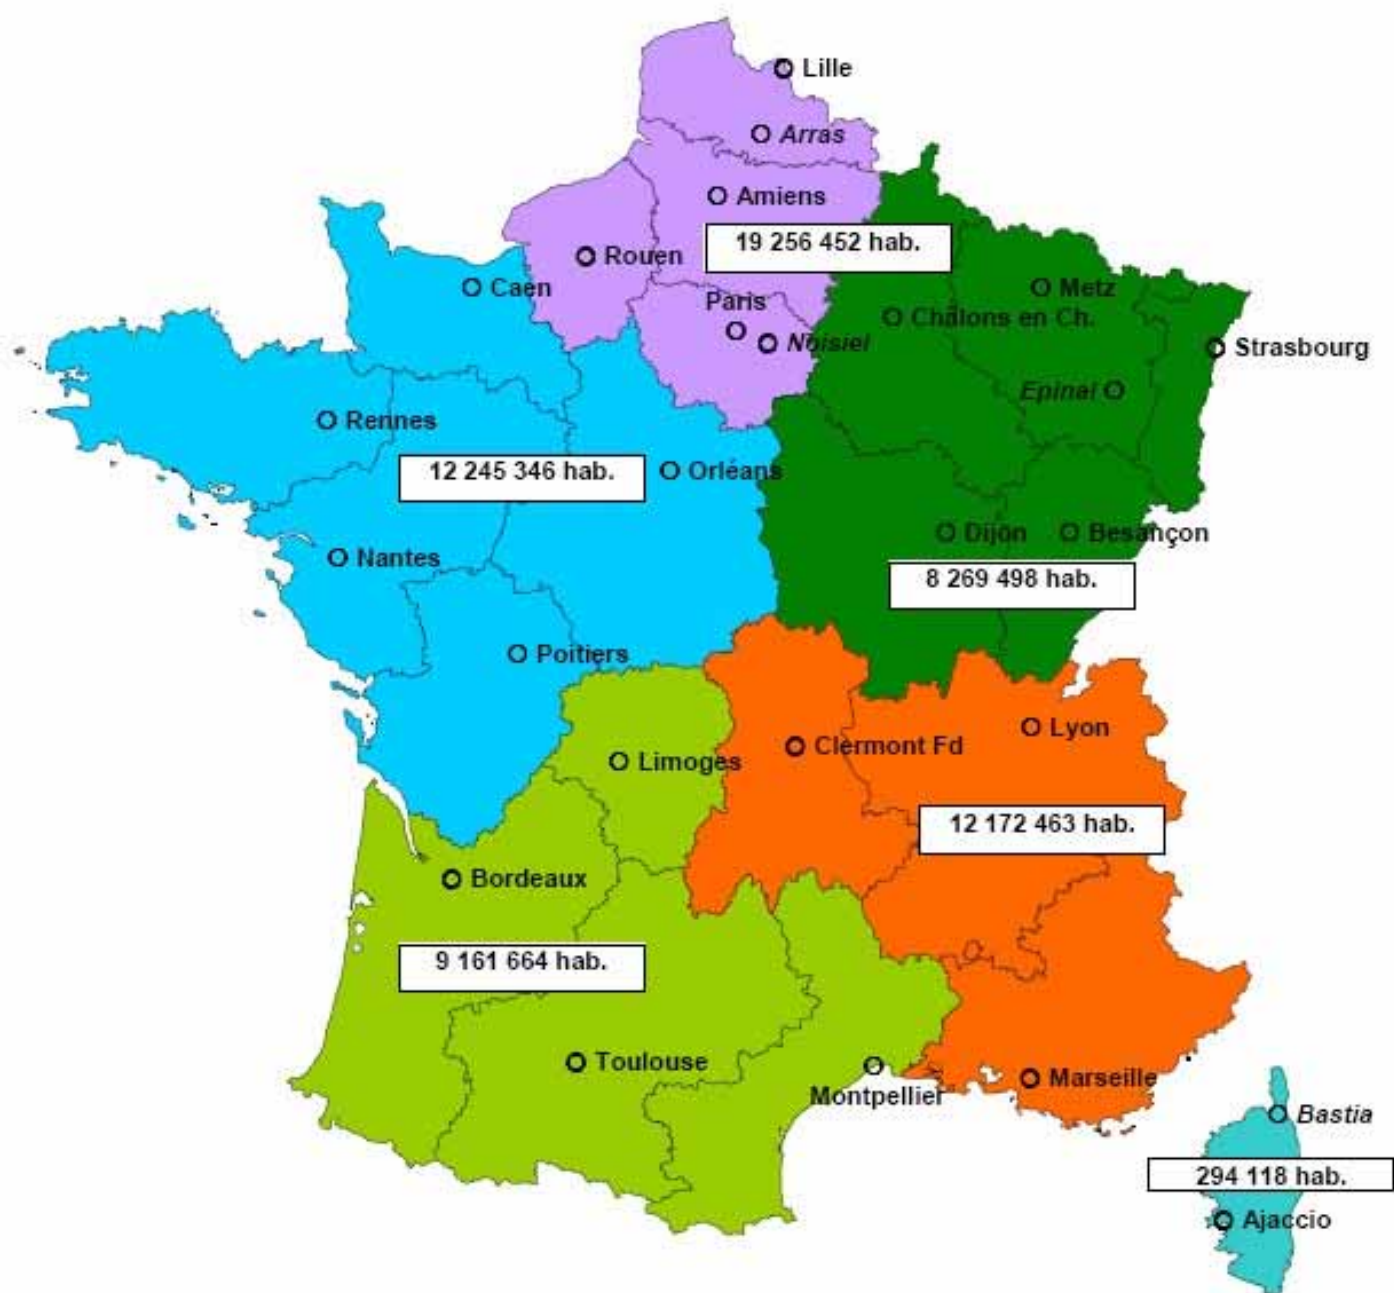 Lille
Arras
Amiens
19 256 452 hab.
Rouen
Caen
Paris
Noisiel
Metz
Châlons en Ch.
Strasbourg
Epinal
Rennes
12 245 346 hab.
Orléans
Nantes
Dijon
Besançon
8 269 498 hab.
Poitiers
Limoges
Clermont Fd
Lyon
12 172 463 hab.
Bordeaux
9 161 664 hab.
Toulouse
Montpellier
Marseille
Bastia
294 118 hab.
Ajaccio